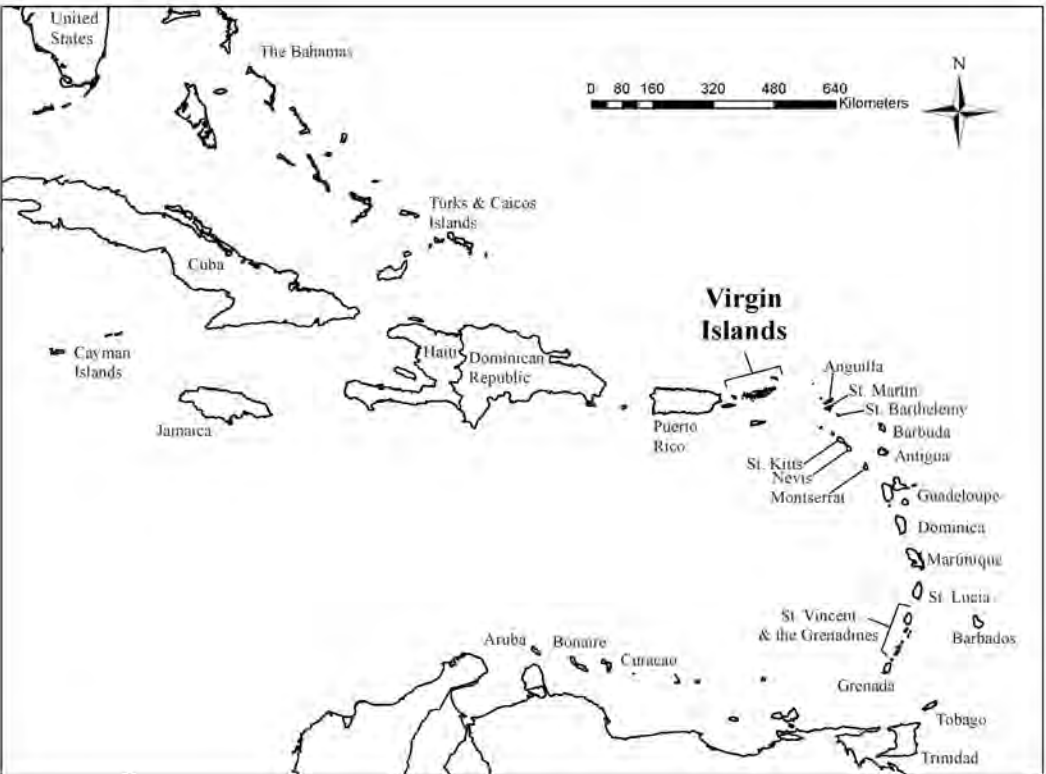 United
States
The Bahamas
N
0 80 160 320 480 640
Kilometers
Turks & Caicos
Islands
Cuba
Virgin
Islands
Cayman
Islands
Haiti
Dominican
Republic
Anguilla
St. Martin
St. Barthelemy
Jamaica
Puerto
Rico
Barbuda
Antigua
St. Kitts
Nevis
Montserrat
Guadeloupe
Dominica
Martinique
St. Lucia
St. Vincent
& the Grenadines
Barbados
Aruba
Bonaire
Curacao
Grenada
Tobago
Trinidad